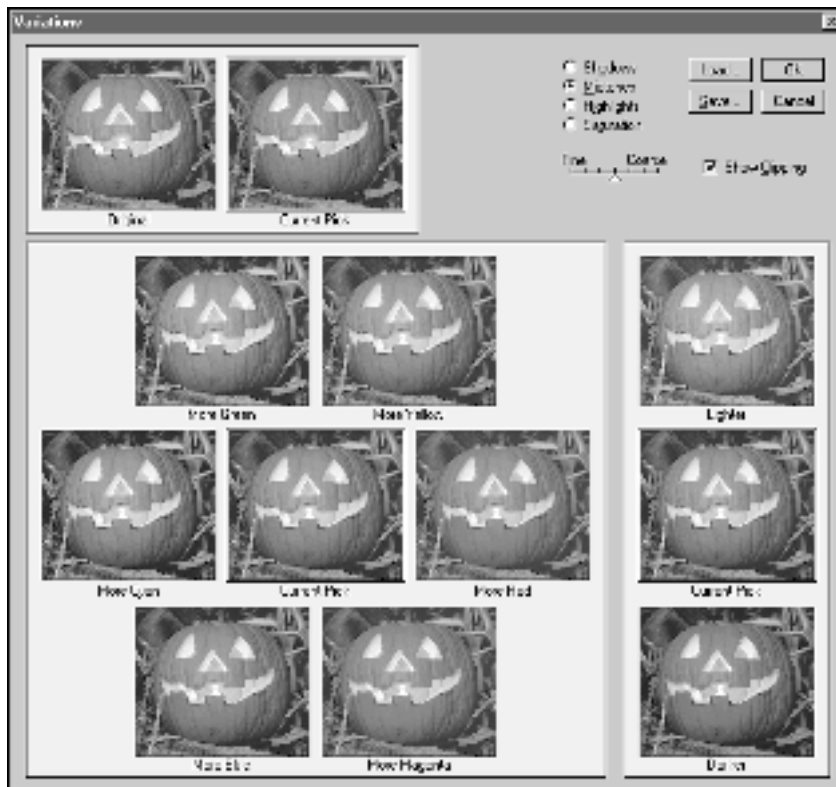 Variations
Shadows
Midtones
Highlights
Saturation
Load...
OK
Save...
Cancel
Fine
Coarse
Show Clipping
Original
Current Pick
More Green
More Yellow
Lighter
More Cyan
Current Pick
More Red
Current Pick
More Blue
More Magenta
Darker